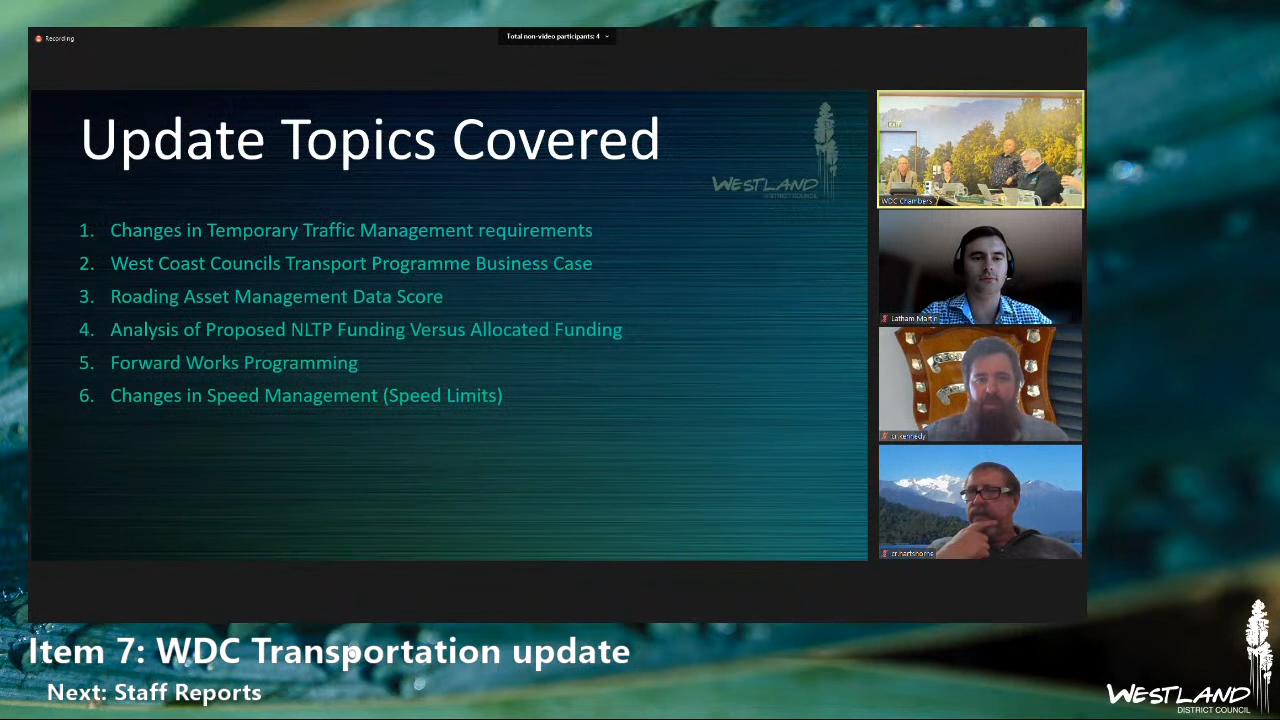 Recording
Total non-video participants: 4
Update Topics Covered
WESTLAND
DISTRICT COUNCIL
1. Changes in Temporary Traffic Management requirements
2. West Coast Councils Transport Programme Business Case
3. Roading Asset Management Data Score
4. Analysis of Proposed NLTP Funding Versus Allocated Funding
5. Forward Works Programming
6. Changes in Speed Management (Speed Limits)
WDC Chambers
Latham Martin
cr.kennedy
cr.hartshorne
Item 7: WDC Transportation update
Next: Staff Reports
WESTLAND
DISTRICT COUNCIL